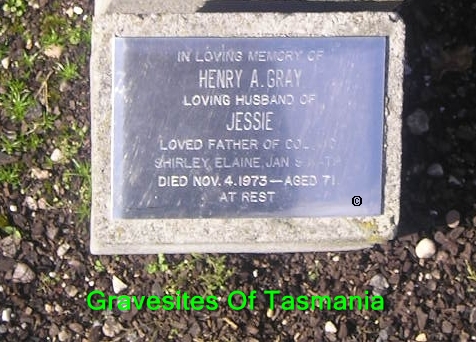 IN LOVING MEMORY OF
HENRY A. GRAY
LOVING HUSBAND OF
JESSIE
LOVED FATHER OF
SHIRLEY, ELAINE, JAN
DIED NOV. 4. 1973 — AGED 71
AT REST
©
Gravesites Of Tasmania